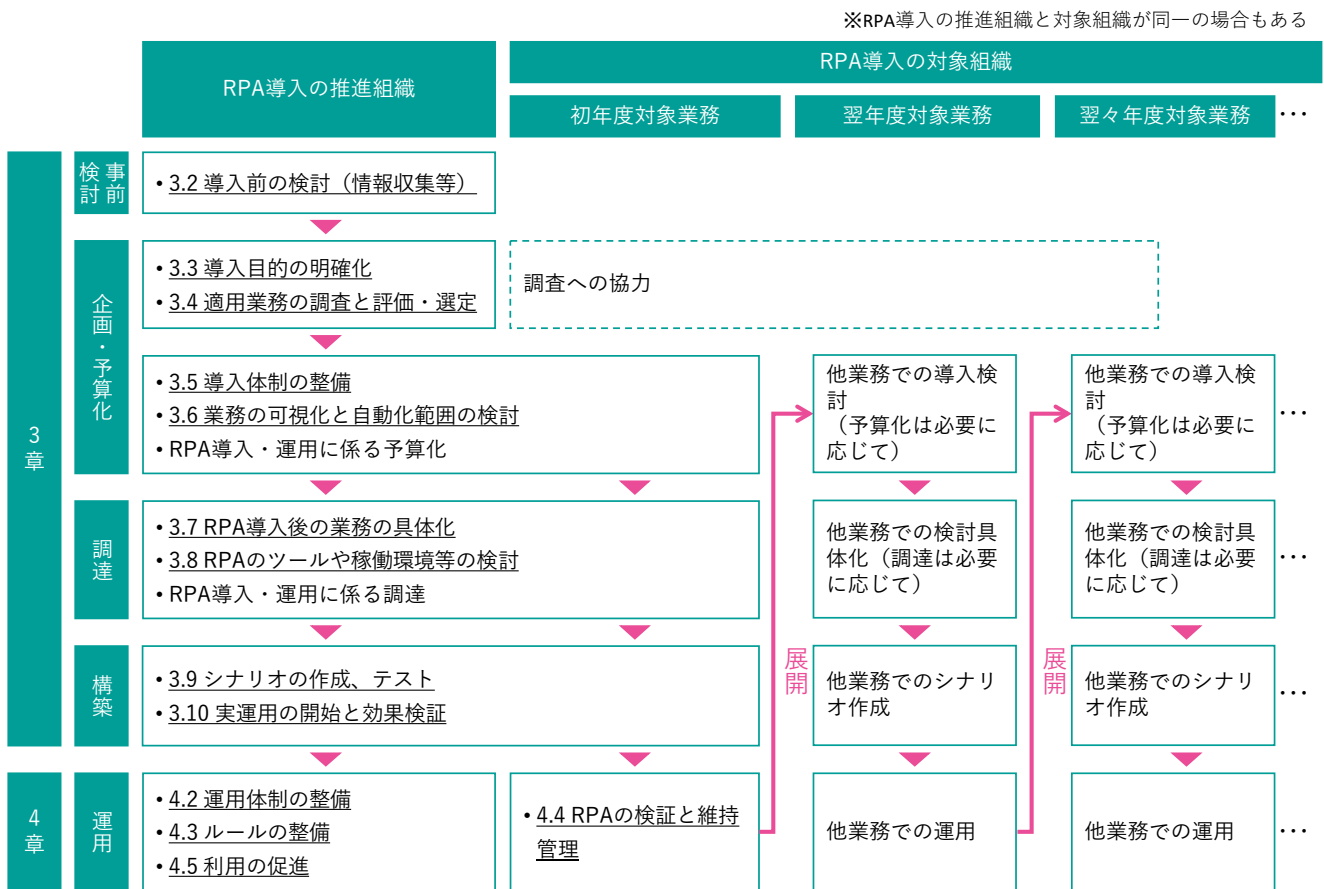 ※RPA導入の推進組織と対象組織が同一の場合もある
RPA導入の推進組織
RPA導入の対象組織
初年度対象業務
翌年度対象業務
翌々年度対象業務
…
3章
事前検討
• 3.2 導入前の検討（情報収集等）
企画・予算化
• 3.3 導入目的の明確化
• 3.4 適用業務の調査と評価・選定
調査への協力
• 3.5 導入体制の整備
• 3.6 業務の可視化と自動化範囲の検討
• RPA導入・運用に係る予算化
他業務での導入検
討
（予算化は必要に
応じて）
他業務での導入検
討
（予算化は必要に
応じて）
…
調達
• 3.7 RPA導入後の業務の具体化
• 3.8 RPAのツールや稼働環境等の検討
• RPA導入・運用に係る調達
他業務での検討具
体化（調達は必要
に応じて）
他業務での検討具
体化（調達は必要
に応じて）
…
構築
• 3.9 シナリオの作成、テスト
• 3.10 実運用の開始と効果検証
展開
他業務でのシナリ
オ作成
展開
他業務でのシナリ
オ作成
…
4章
運用
• 4.2 運用体制の整備
• 4.3 ルールの整備
• 4.5 利用の促進
• 4.4 RPAの検証と維持
管理
他業務での運用
他業務での運用
…